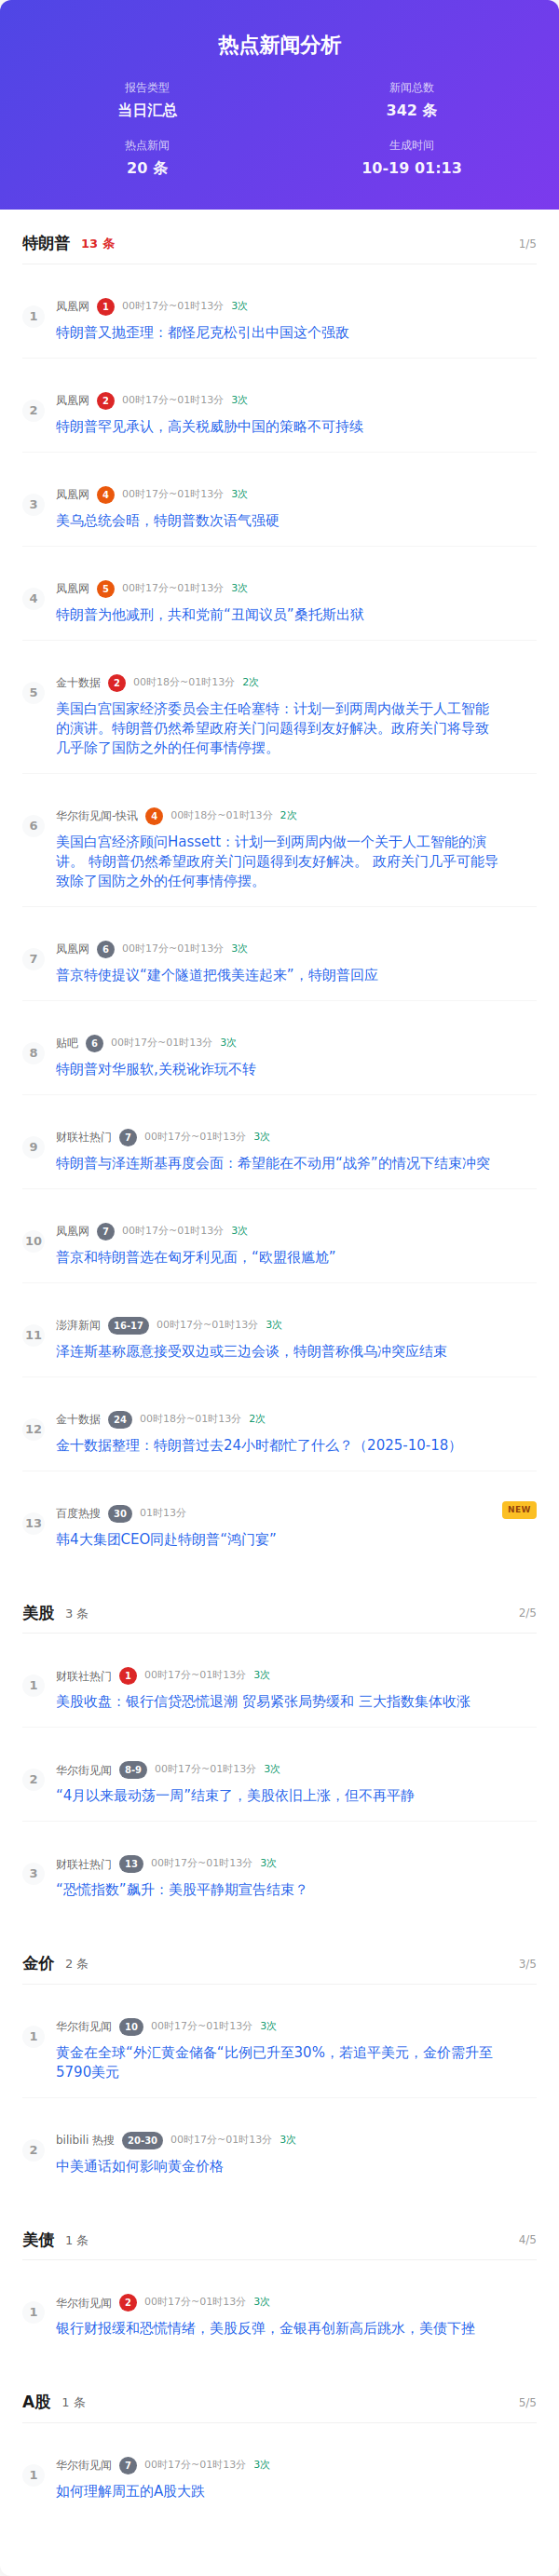 热点新闻分析
报告类型
当日汇总
新闻总数
342 条
热点新闻
20 条
生成时间
10-19 01:13
特朗普 13 条 1/5
1
凤凰网 1 00时17分~01时13分 3次
特朗普又抛歪理：都怪尼克松引出中国这个强敌
2
凤凰网 2 00时17分~01时13分 3次
特朗普罕见承认，高关税威胁中国的策略不可持续
3
凤凰网 4 00时17分~01时13分 3次
美乌总统会晤，特朗普数次语气强硬
4
凤凰网 5 00时17分~01时13分 3次
特朗普为他减刑，共和党前“丑闻议员”桑托斯出狱
5
金十数据 2 00时18分~01时13分 2次
美国白宫国家经济委员会主任哈塞特：计划一到两周内做关于人工智能
的演讲。特朗普仍然希望政府关门问题得到友好解决。政府关门将导致
几乎除了国防之外的任何事情停摆。
6
华尔街见闻-快讯 4 00时18分~01时13分 2次
美国白宫经济顾问Hassett：计划一到两周内做一个关于人工智能的演
讲。 特朗普仍然希望政府关门问题得到友好解决。 政府关门几乎可能导
致除了国防之外的任何事情停摆。
7
凤凰网 6 00时17分~01时13分 3次
普京特使提议“建个隧道把俄美连起来”，特朗普回应
8
贴吧 6 00时17分~01时13分 3次
特朗普对华服软,关税讹诈玩不转
9
财联社热门 7 00时17分~01时13分 3次
特朗普与泽连斯基再度会面：希望能在不动用“战斧”的情况下结束冲突
10
凤凰网 7 00时17分~01时13分 3次
普京和特朗普选在匈牙利见面，“欧盟很尴尬”
11
澎湃新闻 16-17 00时17分~01时13分 3次
泽连斯基称愿意接受双边或三边会谈，特朗普称俄乌冲突应结束
12
金十数据 24 00时18分~01时13分 2次
金十数据整理：特朗普过去24小时都忙了什么？（2025-10-18）
13
百度热搜 30 01时13分 NEW
韩4大集团CEO同赴特朗普“鸿门宴”
美股 3 条 2/5
1
财联社热门 1 00时17分~01时13分 3次
美股收盘：银行信贷恐慌退潮 贸易紧张局势缓和 三大指数集体收涨
2
华尔街见闻 8-9 00时17分~01时13分 3次
“4月以来最动荡一周”结束了，美股依旧上涨，但不再平静
3
财联社热门 13 00时17分~01时13分 3次
“恐慌指数”飙升：美股平静期宣告结束？
金价 2 条 3/5
1
华尔街见闻 10 00时17分~01时13分 3次
黄金在全球“外汇黄金储备“比例已升至30%，若追平美元，金价需升至
5790美元
2
bilibili 热搜 20-30 00时17分~01时13分 3次
中美通话如何影响黄金价格
美债 1 条 4/5
1
华尔街见闻 2 00时17分~01时13分 3次
银行财报缓和恐慌情绪，美股反弹，金银再创新高后跳水，美债下挫
A股 1 条 5/5
1
华尔街见闻 7 00时17分~01时13分 3次
如何理解周五的A股大跌